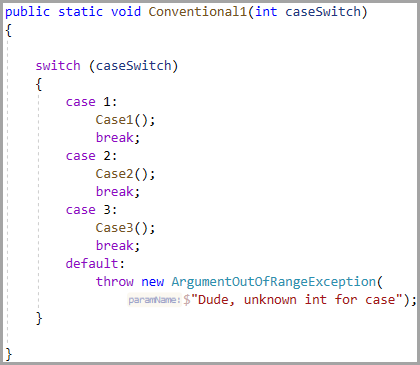 public static void Conventional1(int caseSwitch)
{
switch (caseSwitch)
{
case 1:
Case1();
break;
case 2:
Case2();
break;
case 3:
Case3();
break;
default:
throw new ArgumentOutOfRangeException(
paramName: $"Dude, unknown int for case");
}
}